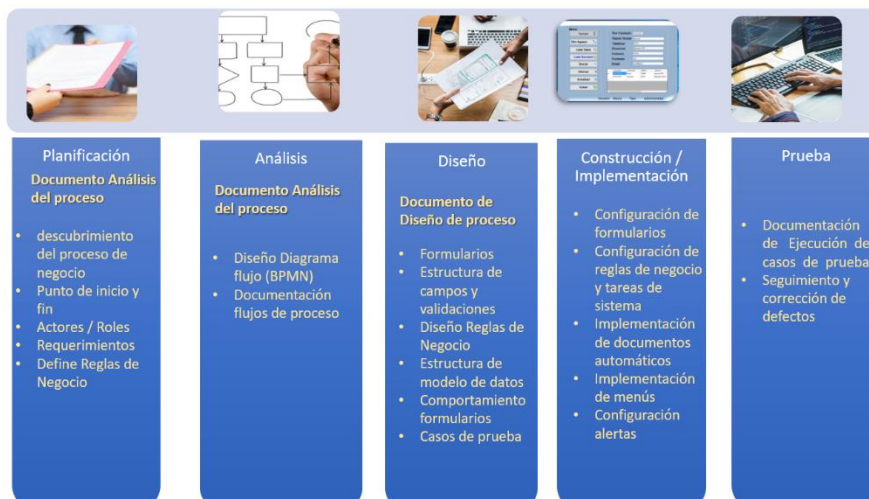 Planificación
Documento Análisis
del proceso
• descubrimiento
del proceso de
negocio
• Punto de inicio y
fin
• Actores / Roles
• Requerimientos
• Define Reglas de
Negocio
Análisis
Documento Análisis
del proceso
• Diseño Diagrama
flujo (BPMN)
• Documentación
flujos de proceso
Diseño
Documento de
Diseño de proceso
• Formularios
• Estructura de
campos y
validaciones
• Diseño Reglas de
Negocio
• Estructura de
modelo de datos
• Comportamiento
formularios
• Casos de prueba
Construcción /
Implementación
• Configuración de
formularios
• Configuración de
reglas de negocio
y tareas de
sistema
• Implementación
de documentos
automáticos
• Implementación
de menús
• Configuración
alertas
Prueba
• Documentación
de Ejecución de
casos de prueba
• Seguimiento y
corrección de
defectos